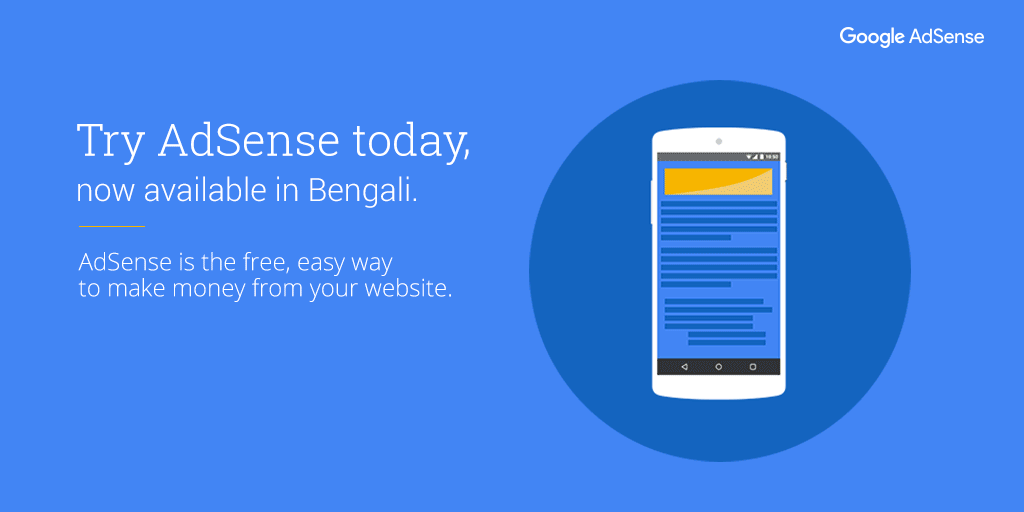 Google AdSense
Try AdSense today,
now available in Bengali.
AdSense is the free, easy way
to make money from your website.